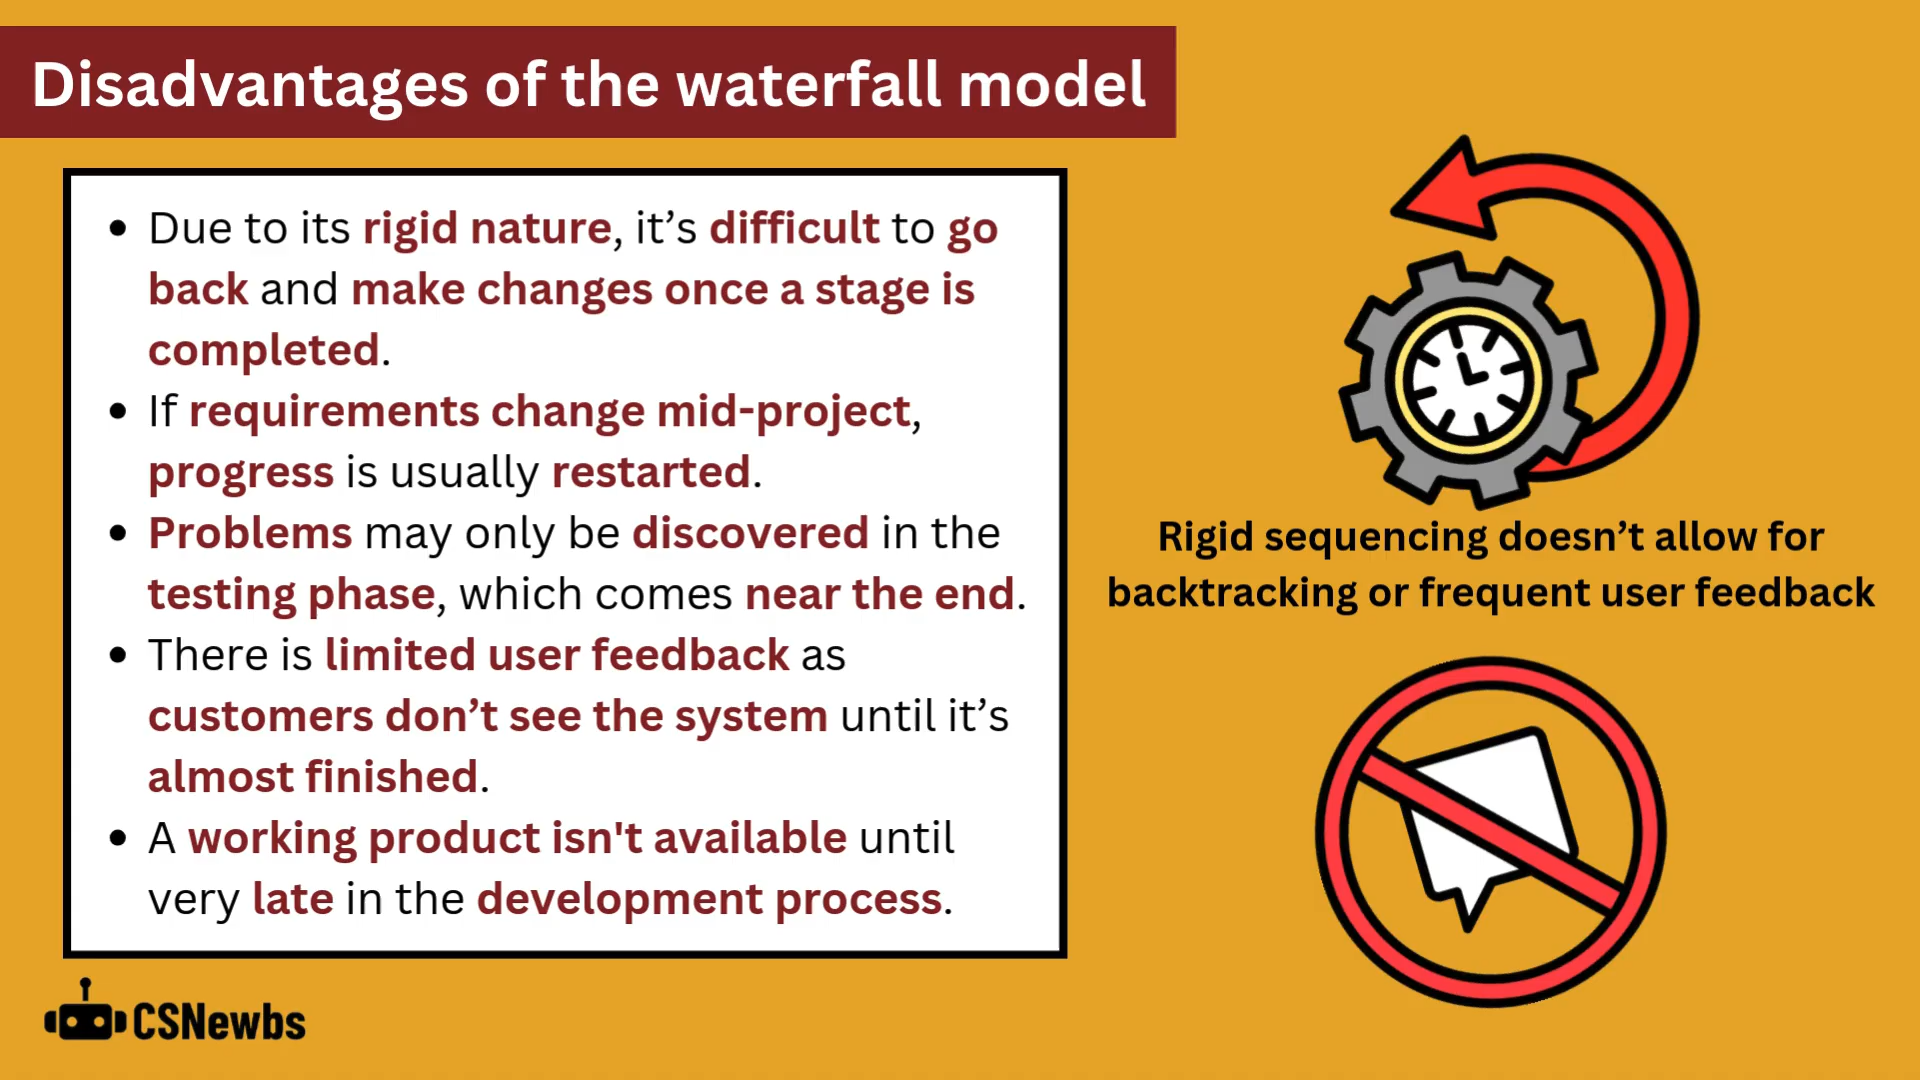 Disadvantages of the waterfall model
• Due to its rigid nature, it’s difficult to go
back and make changes once a stage is
completed.
• If requirements change mid-project,
progress is usually restarted.
• Problems may only be discovered in the
testing phase, which comes near the end.
• There is limited user feedback as
customers don’t see the system until it’s
almost finished.
• A working product isn't available until
very late in the development process.
Rigid sequencing doesn’t allow for
backtracking or frequent user feedback
CSNewbs